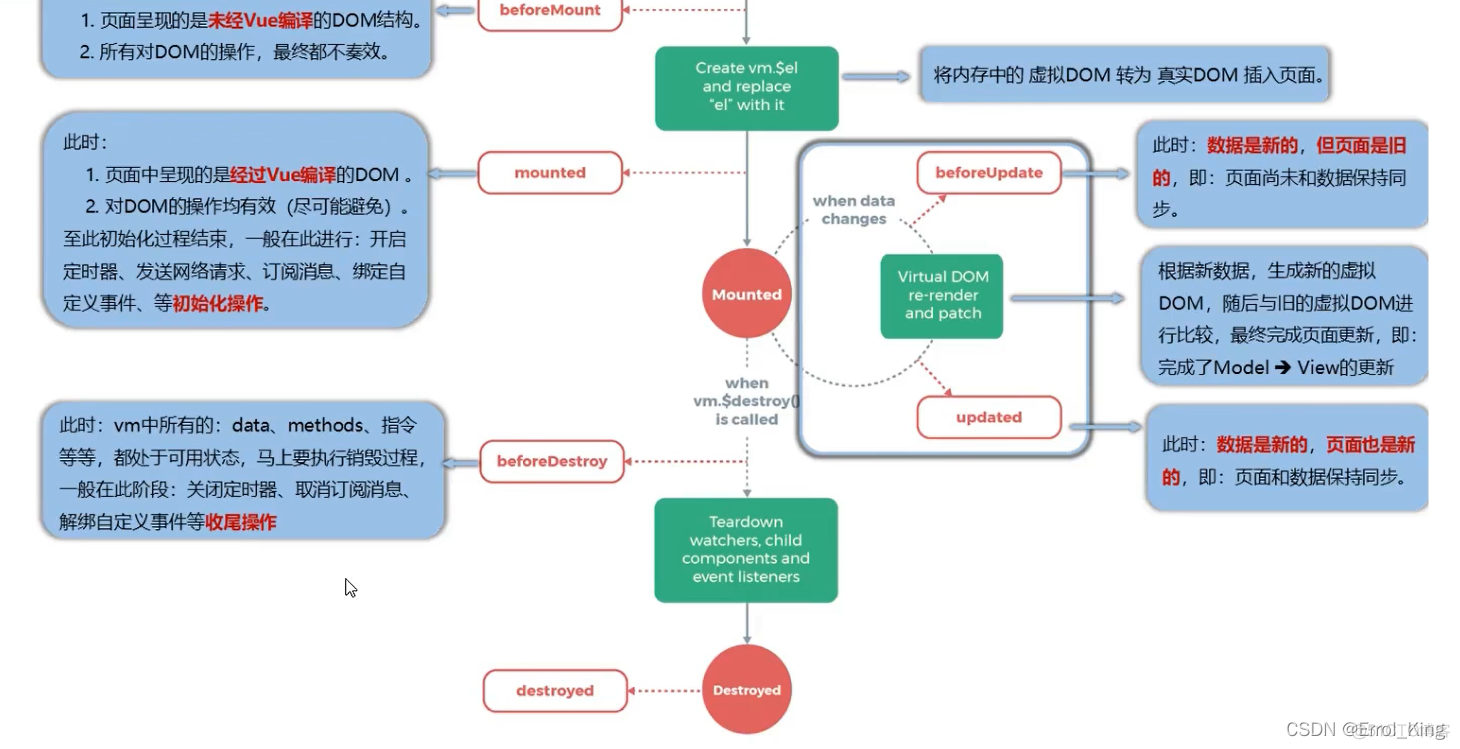 1. 页面呈现的是未经Vue编译的DOM结构。
2. 所有对DOM的操作，最终都不奏效。
beforeMount
Create vm.$el
and replace
"el" with it
将内存中的 虚拟DOM 转为 真实DOM 插入页面。
此时：
1. 页面中呈现的是经过Vue编译的DOM 。
2. 对DOM的操作均有效（尽可能避免）。
至此初始化过程结束，一般在此进行：开启
定时器、发送网络请求、订阅消息、绑定自
定义事件、等初始化操作。
mounted
Mounted
when data
changes
beforeUpdate
此时：数据是新的，但页面是旧
的，即：页面尚未和数据保持同
步。
Virtual DOM
re-render
and patch
根据新数据，生成新的虚拟
DOM，随后与旧的虚拟DOM进
行比较，最终完成页面更新，即：
完成了Model ➔ View的更新
updated
此时：数据是新的，页面也是新
的，即：页面和数据保持同步。
when
vm.$destroy()
is called
此时：vm中所有的：data、methods、指令
等等，都处于可用状态，马上要执行销毁过程，
一般在此阶段：关闭定时器、取消订阅消息、
解绑自定义事件等收尾操作
beforeDestroy
Teardown
watchers, child
components and
event listeners
destroyed
Destroyed
CSDN @Errol_King